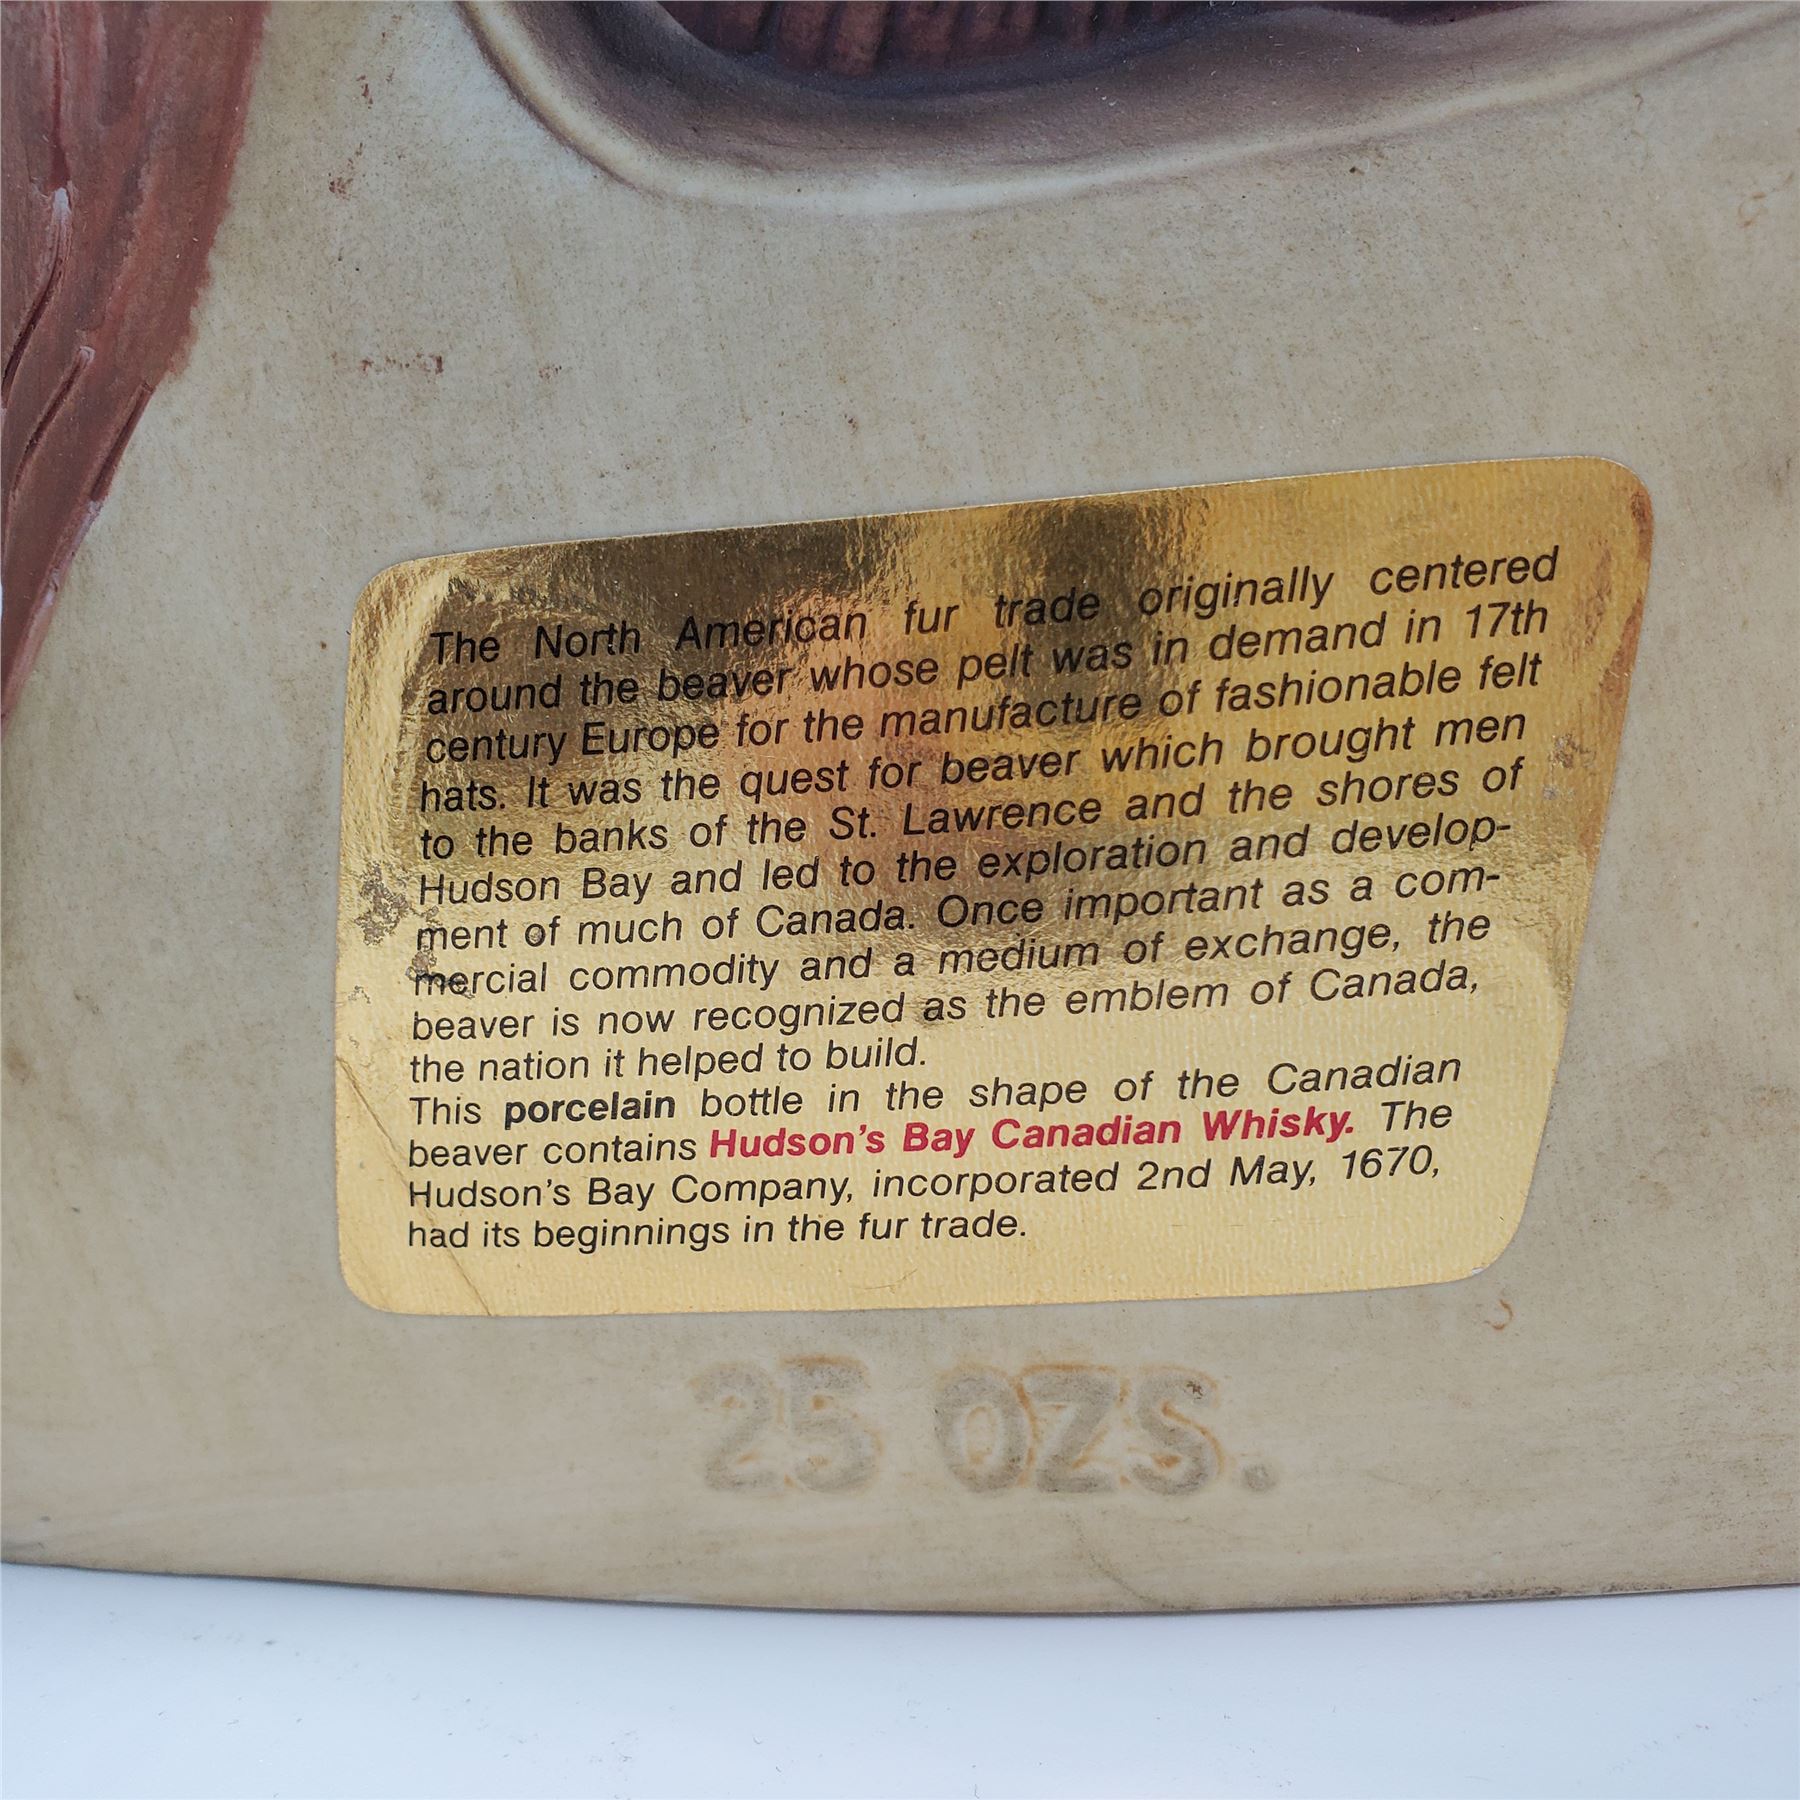 The North American fur trade originally centered
around the beaver whose pelt was in demand in 17th
century Europe for the manufacture of fashionable felt
hats. It was the quest for beaver which brought men
to the banks of the St. Lawrence and the shores of
Hudson Bay and led to the exploration and develop-
ment of much of Canada. Once important as a com-
mercial commodity and a medium of exchange, the
beaver is now recognized as the emblem of Canada,
the nation it helped to build.
This porcelain bottle in the shape of the Canadian
beaver contains Hudson's Bay Canadian Whisky. The
Hudson's Bay Company, incorporated 2nd May, 1670,
had its beginnings in the fur trade.
25 OZS.